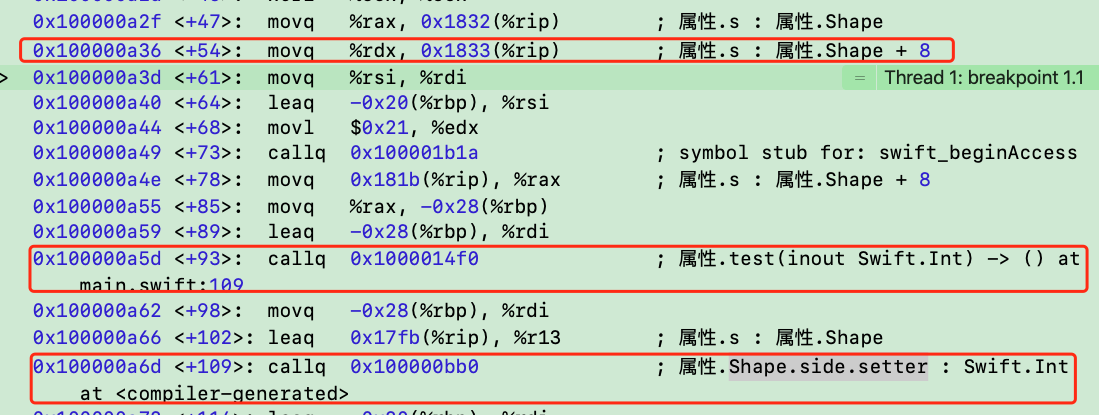 0x100000a2f <+47>: movq %rax, 0x1832(%rip) ; 属性.s : 属性.Shape
0x100000a36 <+54>: movq %rdx, 0x1833(%rip) ; 属性.s : 属性.Shape + 8
> 0x100000a3d <+61>: movq %rsi, %rdi = Thread 1: breakpoint 1.1
0x100000a40 <+64>: leaq -0x20(%rbp), %rsi
0x100000a44 <+68>: movl $0x21, %edx
0x100000a49 <+73>: callq 0x100001b1a ; symbol stub for: swift_beginAccess
0x100000a4e <+78>: movq 0x181b(%rip), %rax ; 属性.s : 属性.Shape + 8
0x100000a55 <+85>: movq %rax, -0x28(%rbp)
0x100000a59 <+89>: leaq -0x28(%rbp), %rdi
0x100000a5d <+93>: callq 0x1000014f0 ; 属性.test(inout Swift.Int) -> () at
main.swift:109
0x100000a62 <+98>: movq -0x28(%rbp), %rdi
0x100000a66 <+102>: leaq 0x17fb(%rip), %r13 ; 属性.s : 属性.Shape
0x100000a6d <+109>: callq 0x100000bb0 ; 属性.Shape.side.setter : Swift.Int
at <compiler-generated>